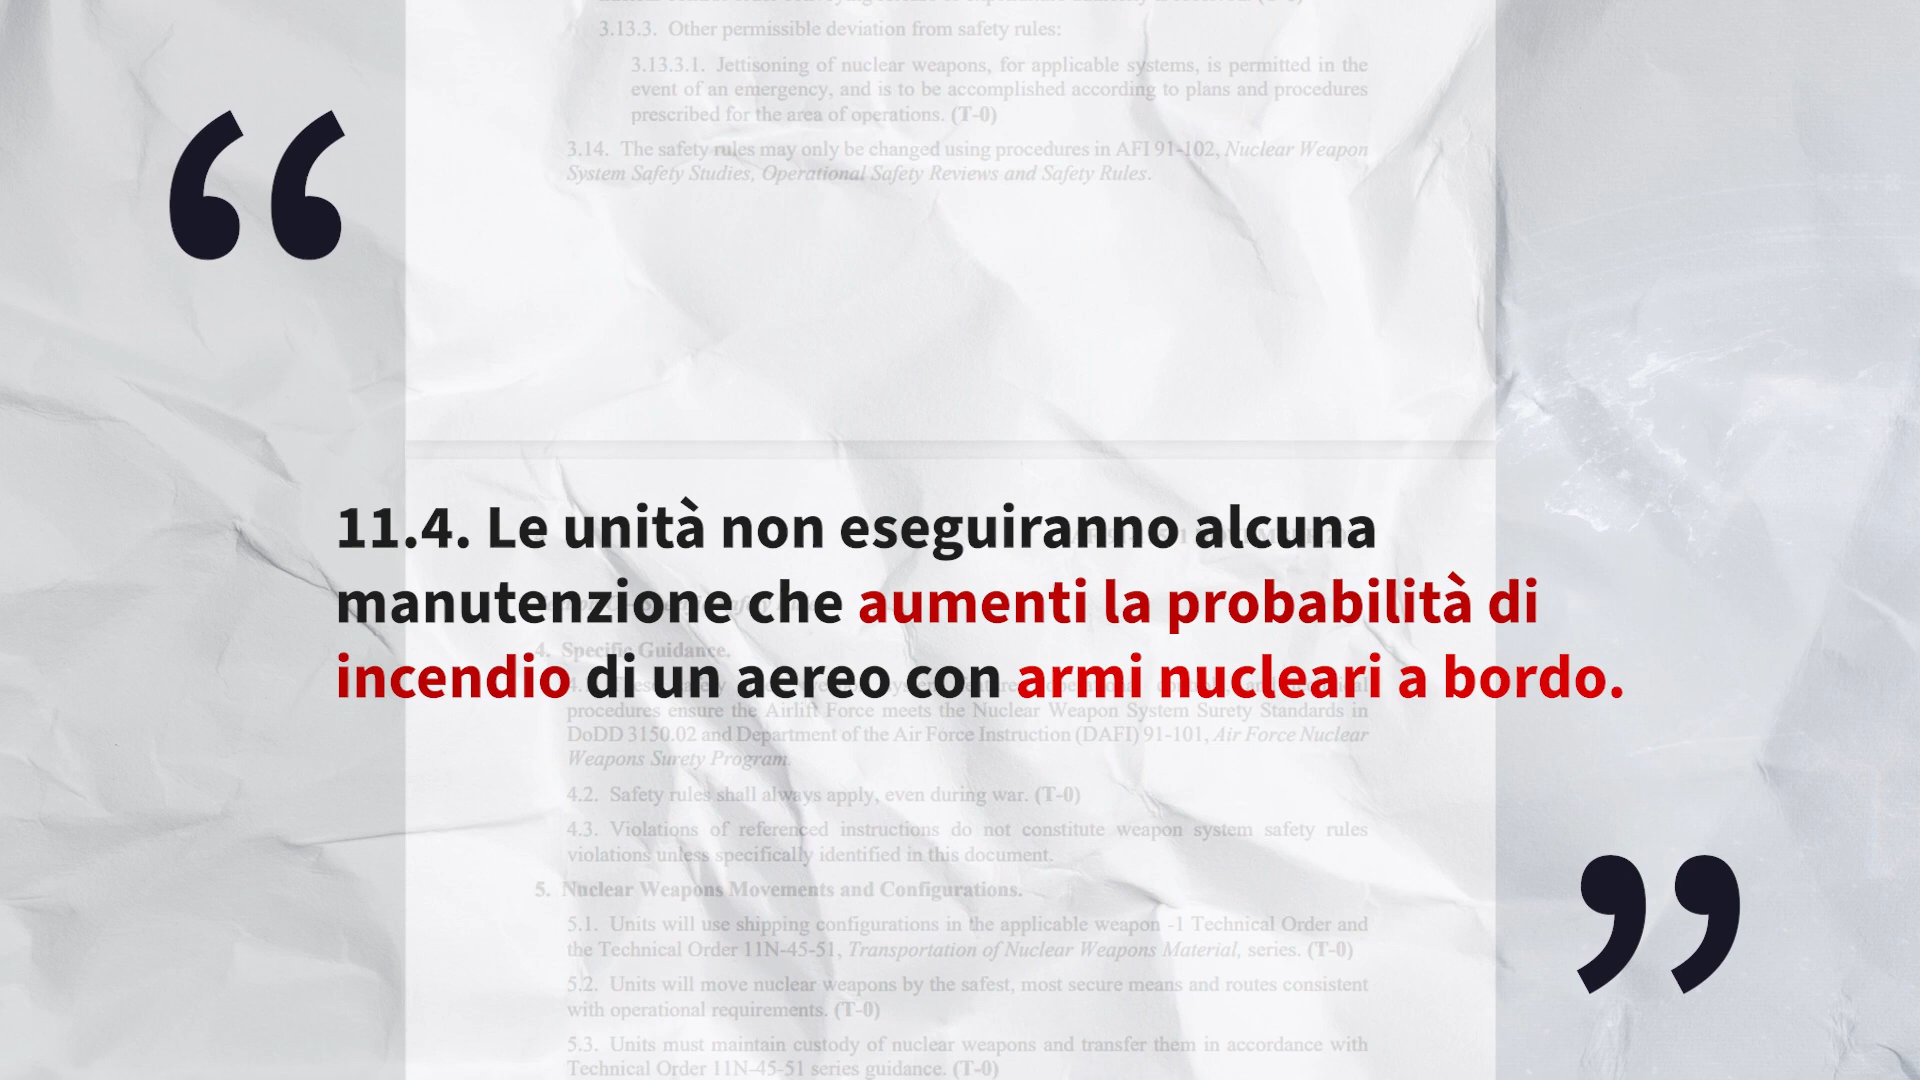 3.13.3. Other permissible deviation from safety rules:
3.13.3.1. Jettisoning of nuclear weapons, for applicable systems, is permitted in the
event of an emergency, and is to be accomplished according to plans and procedures
prescribed for the area of operations. (T-0)
3.14. The safety rules may only be changed using procedures in AFI 91-102, Nuclear Weapon
System Safety Studies, Operational Safety Reviews and Safety Rules.
“
11.4. Le unità non eseguiranno alcuna
manutenzione che aumenti la probabilità di
incendio di un aereo con armi nucleari a bordo.
”
4. Specific Guidance.
procedures ensure the Airlift Force meets the Nuclear Weapon System Surety Standards in
DoDD 3150.02 and Department of the Air Force Instruction (DAFI) 91-101, Air Force Nuclear
Weapons Surety Program.
4.2. Safety rules shall always apply, even during war. (T-0)
4.3. Violations of referenced instructions do not constitute weapon system safety rules
violations unless specifically identified in this document.
5. Nuclear Weapons Movements and Configurations.
5.1. Units will use shipping configurations in the applicable weapon -1 Technical Order and
the Technical Order 11N-45-51, Transportation of Nuclear Weapons Material, series. (T-0)
5.2. Units will move nuclear weapons by the safest, most secure means and routes consistent
with operational requirements. (T-0)
5.3. Units must maintain custody of nuclear weapons and transfer them in accordance with
Technical Order 11N-45-51 series guidance. (T-0)